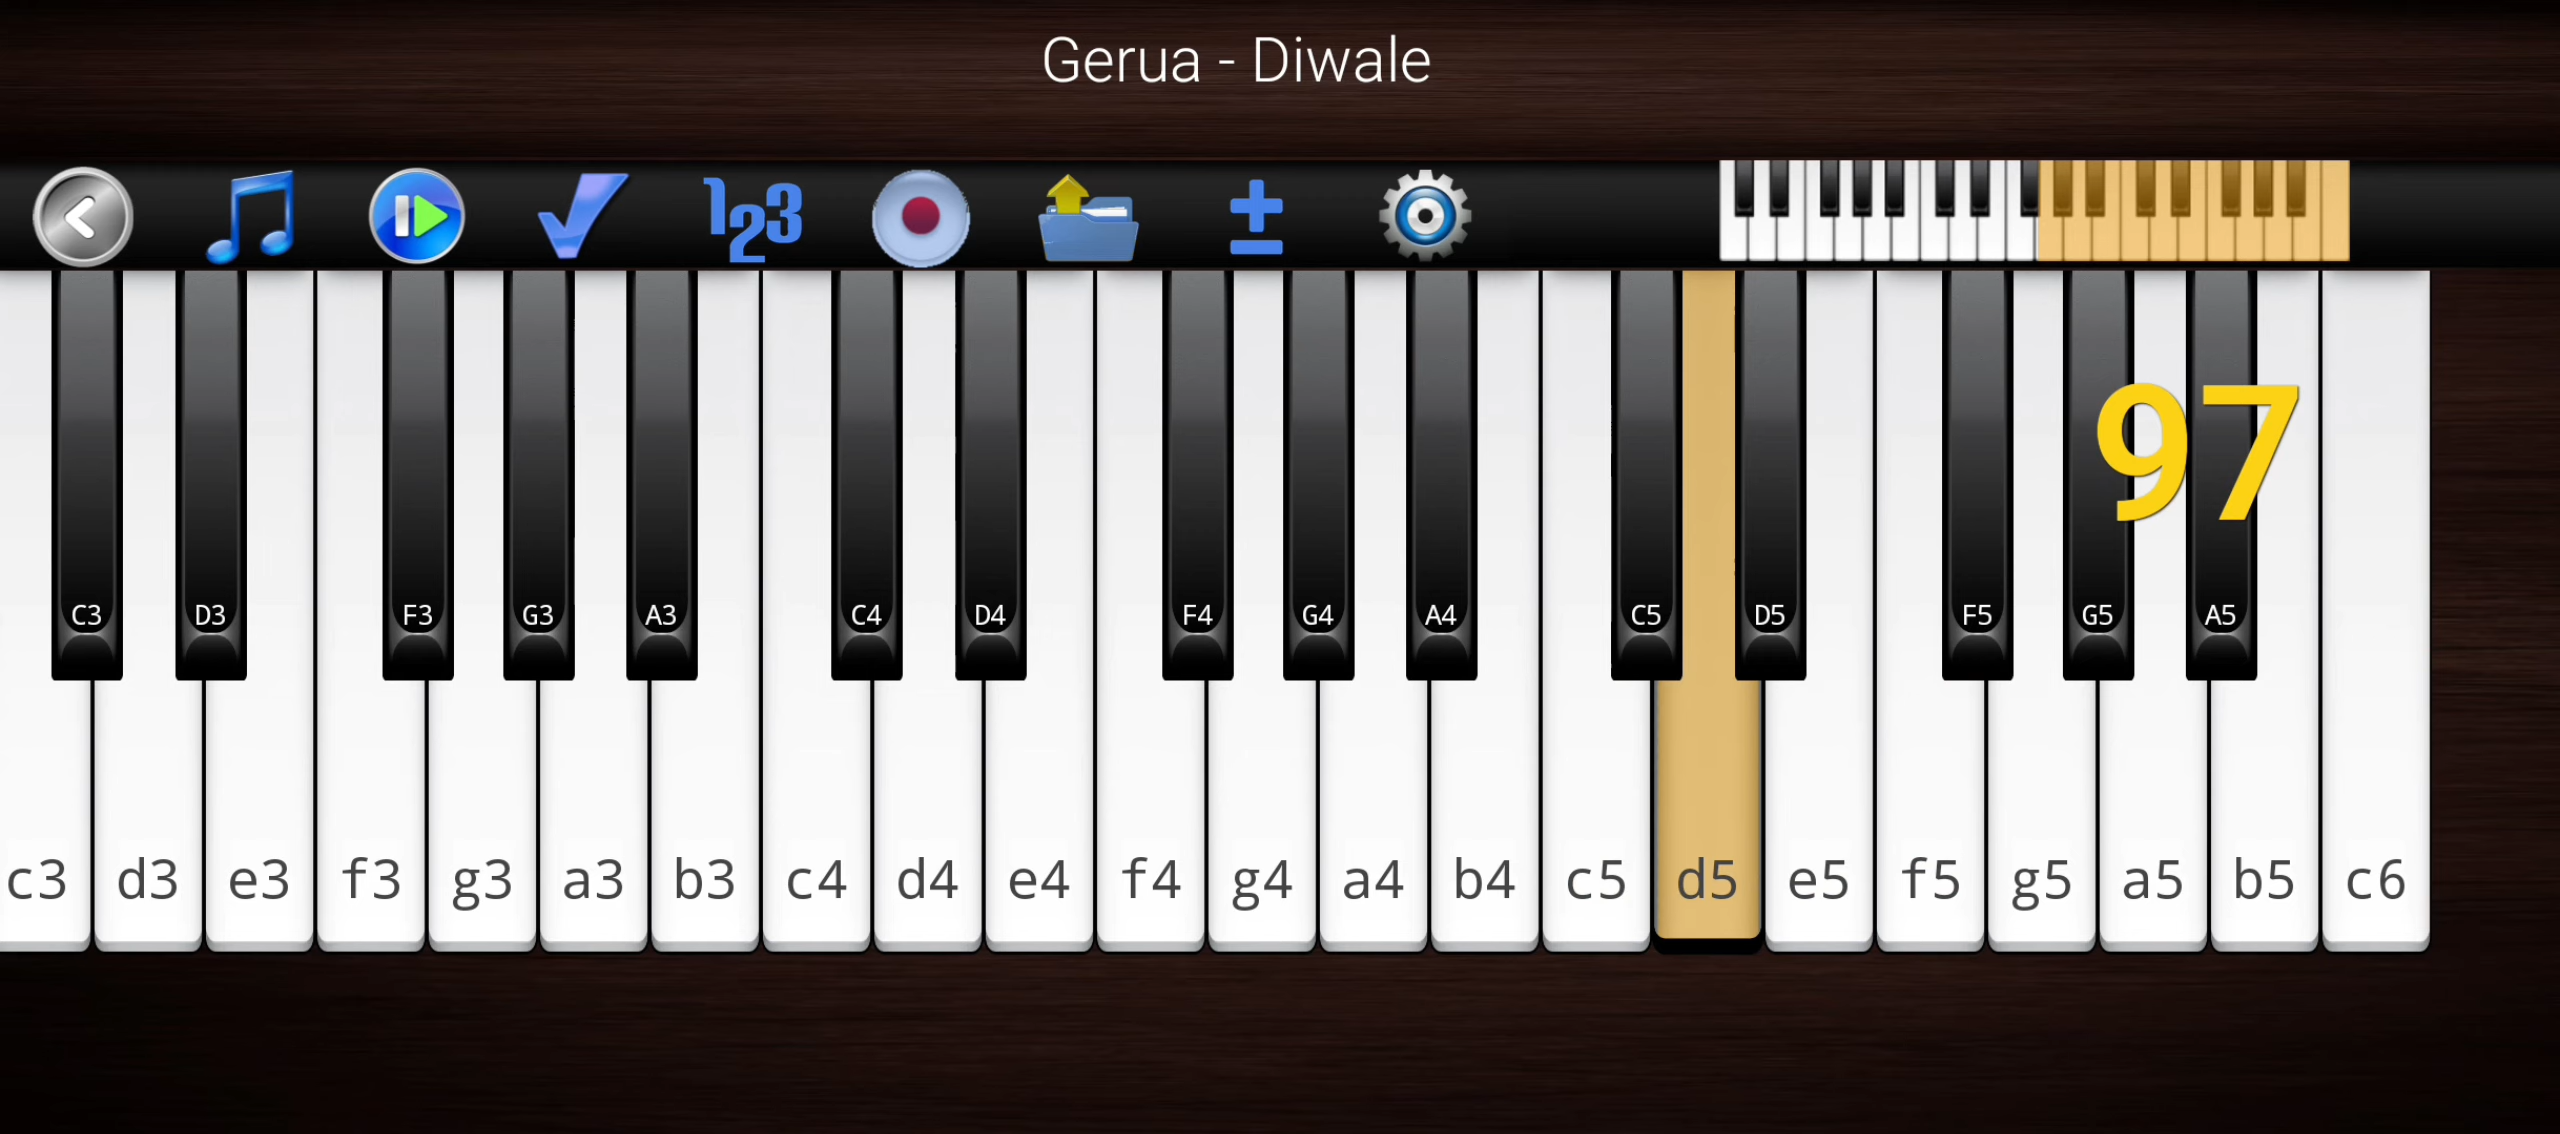 Gerua - Diwale
123
97
C3 D3 F3 G3 A3 C4 D4 F4 G4 A4 C5 D5 F5 G5 A5
c3 d3 e3 f3 g3 a3 b3 c4 d4 e4 f4 g4 a4 b4 c5 d5 e5 f5 g5 a5 b5 c6